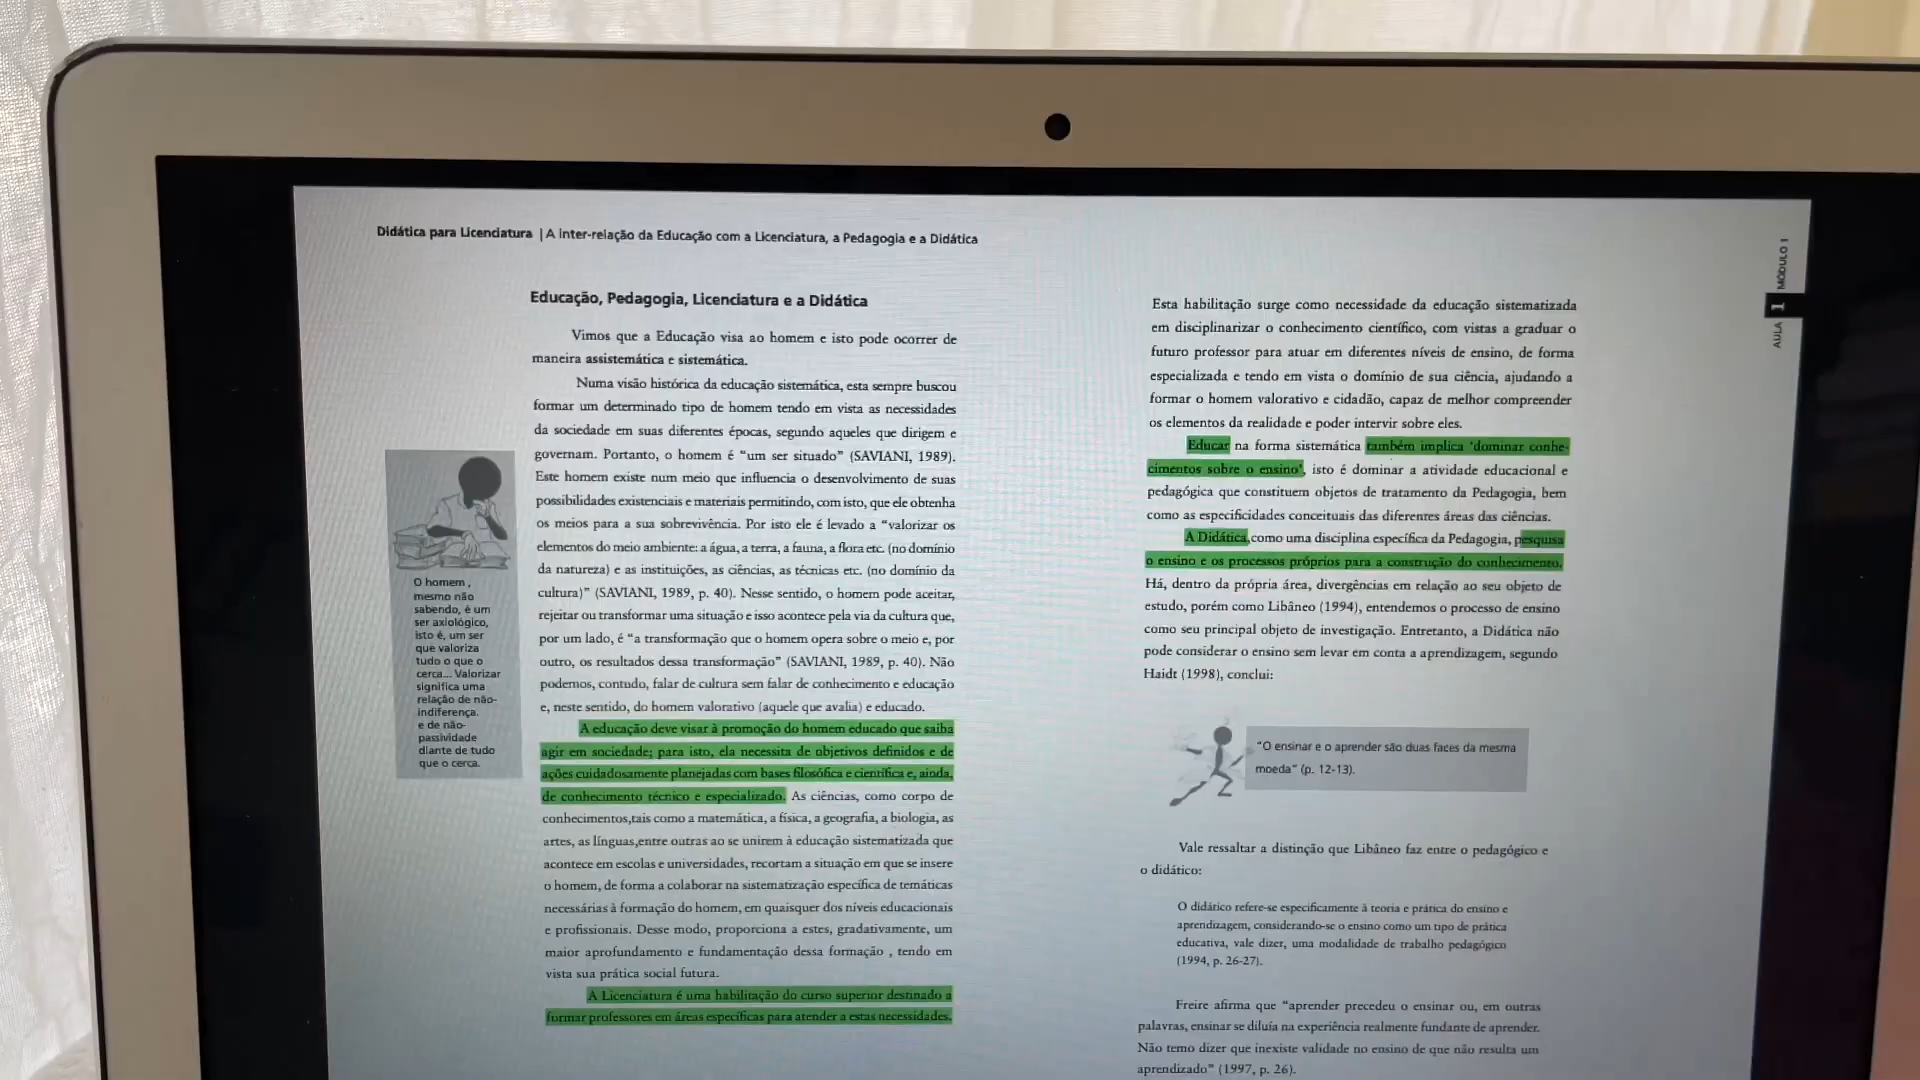 Didática para Licenciatura | A inter-relação da Educação com a Licenciatura, a Pedagogia e a Didática
Educação, Pedagogia, Licenciatura e a Didática
Vimos que a Educação visa ao homem e isto pode ocorrer de
maneira assistemática e sistemática.
Numa visão histórica da educação sistemática, esta sempre buscou
formar um determinado tipo de homem tendo em vista as necessidades
da sociedade em suas diferentes épocas, segundo aqueles que dirigem e
governam. Portanto, o homem é “um ser situado” (SAVIANI, 1989).
Este homem existe num meio que influencia o desenvolvimento de suas
possibilidades existenciais e materiais permitindo, com isto, que ele obtenha
os meios para a sua sobrevivência. Por isto ele é levado a “valorizar os
elementos do meio ambiente: a água, a terra, a fauna, a flora etc. (no domínio
da natureza) e as instituições, as ciências, as técnicas etc. (no domínio da
cultura)” (SAVIANI, 1989, p. 40). Nesse sentido, o homem pode aceitar,
rejeitar ou transformar uma situação e isso acontece pela via da cultura que,
por um lado, é “a transformação que o homem opera sobre o meio e, por
outro, os resultados dessa transformação” (SAVIANI, 1989, p. 40). Não
podemos, contudo, falar de cultura sem falar de conhecimento e educação
e, neste sentido, do homem valorativo (aquele que avalia) e educado.
A educação deve visar à promoção do homem educado que saiba
agir em sociedade; para isto, ela necessita de objetivos definidos e de
ações cuidadosamente planejadas com bases filosófica e científica e, ainda,
de conhecimento técnico e especializado. As ciências, como corpo de
conhecimentos,tais como a matemática, a física, a geografia, a biologia, as
artes, as línguas,entre outras ao se unirem à educação sistematizada que
acontece em escolas e universidades, recortam a situação em que se insere
o homem, de forma a colaborar na sistematização específica de temáticas
necessárias à formação do homem, em quaisquer dos níveis educacionais
e profissionais. Desse modo, proporciona a estes, gradativamente, um
maior aprofundamento e fundamentação dessa formação , tendo em
vista sua prática social futura.
A Licenciatura é uma habilitação do curso superior destinado a
formar professores em áreas específicas para atender a estas necessidades.
O homem ,
mesmo não
sabendo, é um
ser axiológico,
isto é, um ser
que valoriza
tudo o que o
cerca... Valorizar
significa uma
relação de não-
indiferença.
e de não-
passividade
diante de tudo
que o cerca.
AULA 1 MÓDULO 1
Esta habilitação surge como necessidade da educação sistematizada
em disciplinarizar o conhecimento científico, com vistas a graduar o
futuro professor para atuar em diferentes níveis de ensino, de forma
especializada e tendo em vista o domínio de sua ciência, ajudando a
formar o homem valorativo e cidadão, capaz de melhor compreender
os elementos da realidade e poder intervir sobre eles.
Educar na forma sistemática também implica ‘dominar conhe-
cimentos sobre o ensino’, isto é dominar a atividade educacional e
pedagógica que constituem objetos de tratamento da Pedagogia, bem
como as especificidades conceituais das diferentes áreas das ciências.
A Didática,como uma disciplina específica da Pedagogia, pesquisa
o ensino e os processos próprios para a construção do conhecimento.
Há, dentro da própria área, divergências em relação ao seu objeto de
estudo, porém como Libâneo (1994), entendemos o processo de ensino
como seu principal objeto de investigação. Entretanto, a Didática não
pode considerar o ensino sem levar em conta a aprendizagem, segundo
Haidt (1998), conclui:
“O ensinar e o aprender são duas faces da mesma
moeda” (p. 12-13).
Vale ressaltar a distinção que Libâneo faz entre o pedagógico e
o didático:
O didático refere-se especificamente à teoria e prática do ensino e
aprendizagem, considerando-se o ensino como um tipo de prática
educativa, vale dizer, uma modalidade de trabalho pedagógico
(1994, p. 26-27).
Freire afirma que “aprender precedeu o ensinar ou, em outras
palavras, ensinar se diluía na experiência realmente fundante de aprender.
Não temo dizer que inexiste validade no ensino de que não resulta um
aprendizado” (1997, p. 26).